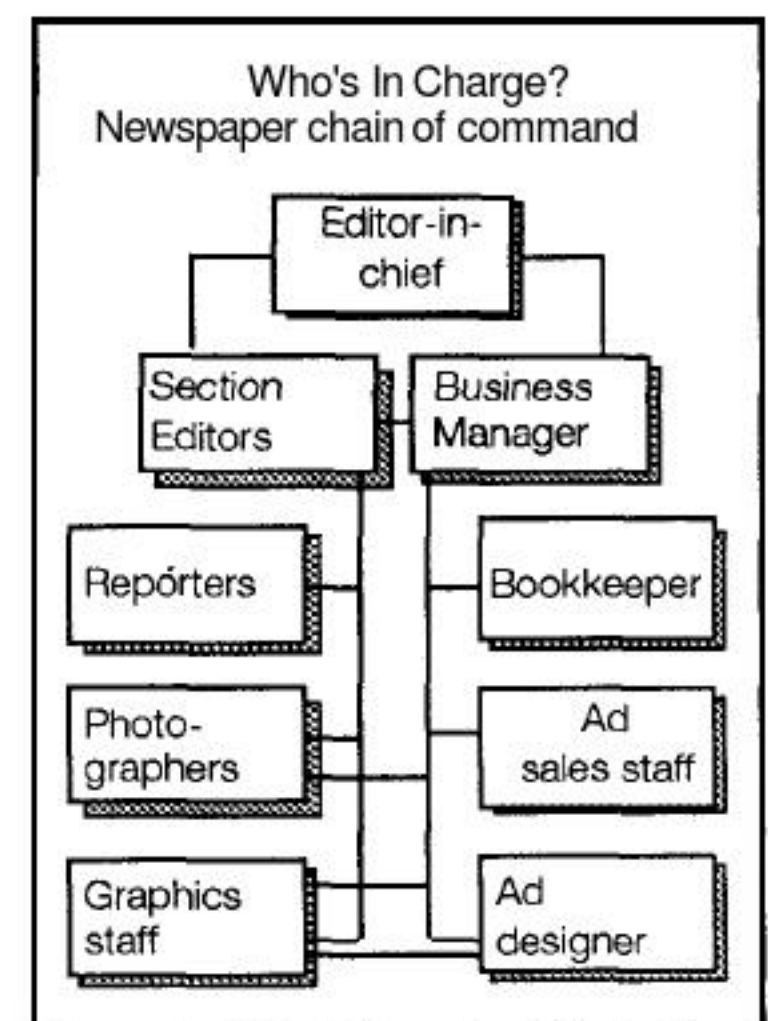 Who's In Charge?
Newspaper chain of command
Editor-in-
chief
Section
Editors
Business
Manager
Repórters
Bookkeeper
Photo-
graphers
Ad
sales staff
Graphics
staff
Ad
designer